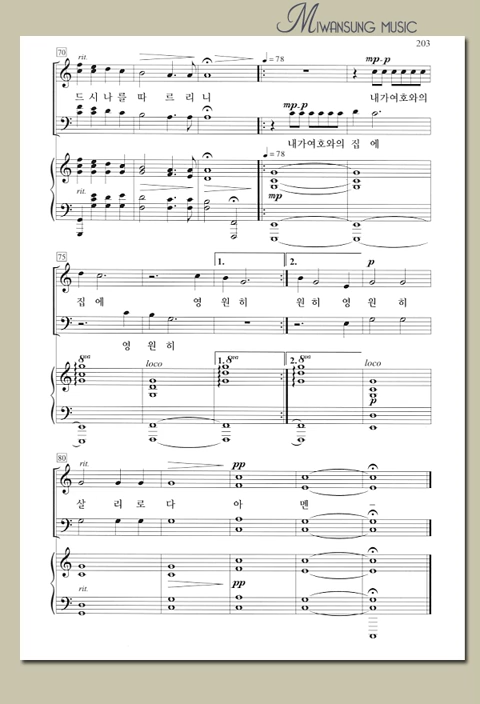 MIWANSUNG MUSIC
203
70
rit.
= 78
mp-p
드 시 나 를 따 르 리 니 내가여호와의
mp-p
내가여호와의 집 에
= 78
rit.
mp
75
1.
2.
p
집 에 영 원 히 원 히 영 원 히
영 원 히
8va
loco
1. 8va
2. 8va
loco
p
80
rit.
pp
살 리 로 다 아 멘 -
rit.
pp